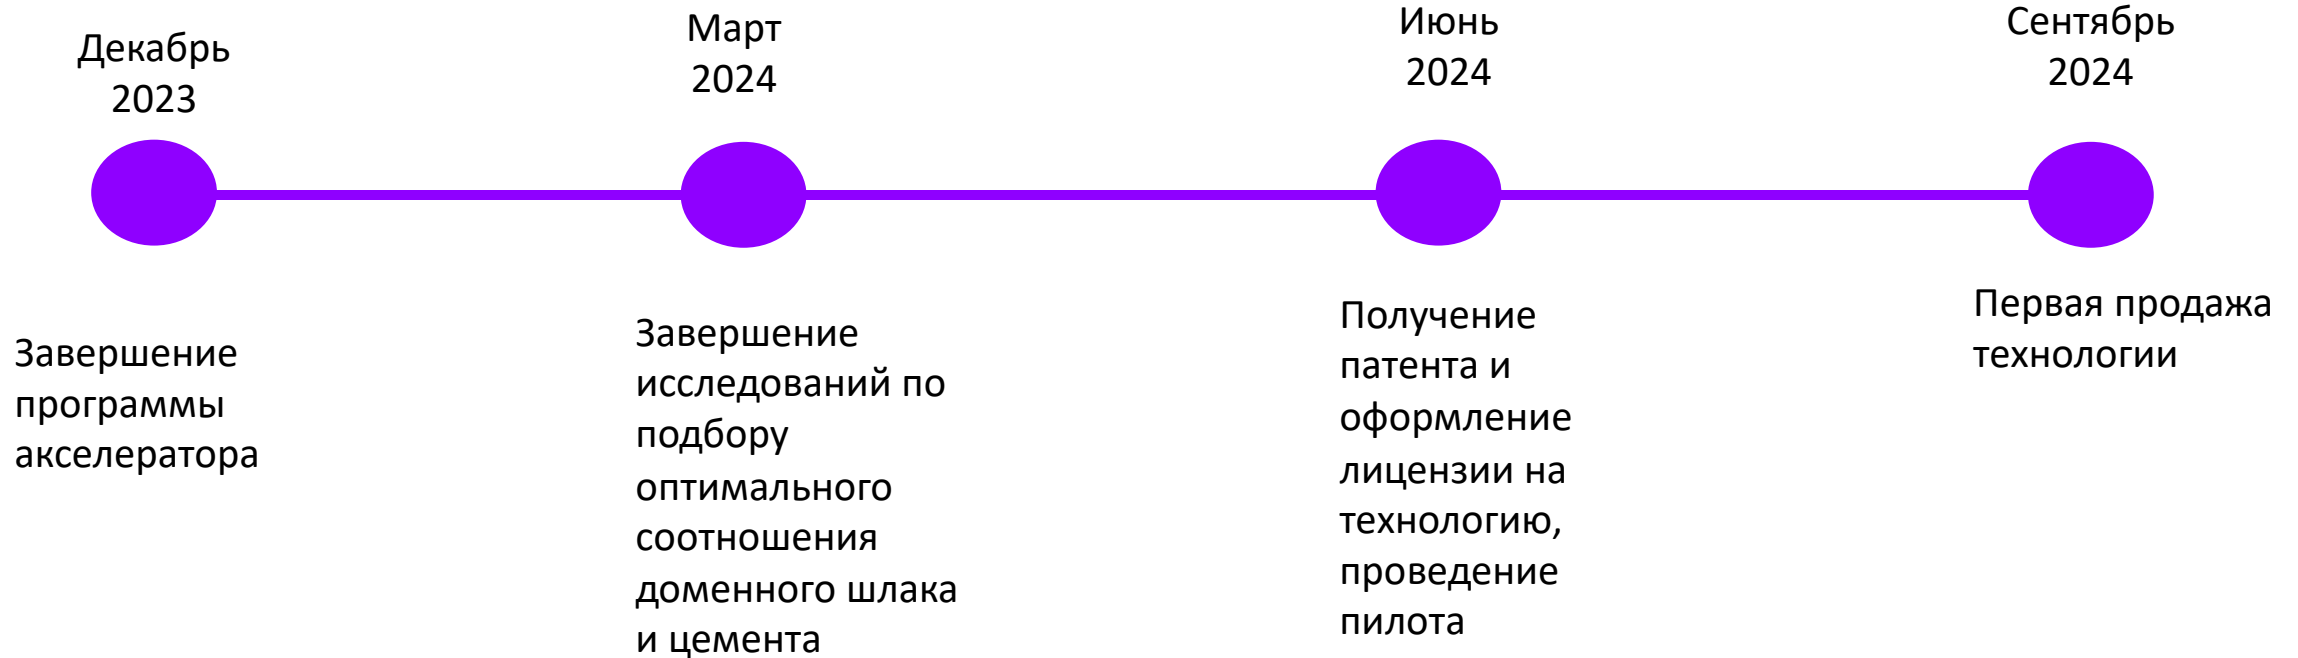 Декабрь
2023
Март
2024
Июнь
2024
Сентябрь
2024
Завершение
программы
акселератора
Завершение
исследований по
подбору
оптимального
соотношения
доменного шлака
и цемента
Получение
патента и
оформление
лицензии на
технологию,
проведение
пилота
Первая продажа
технологии